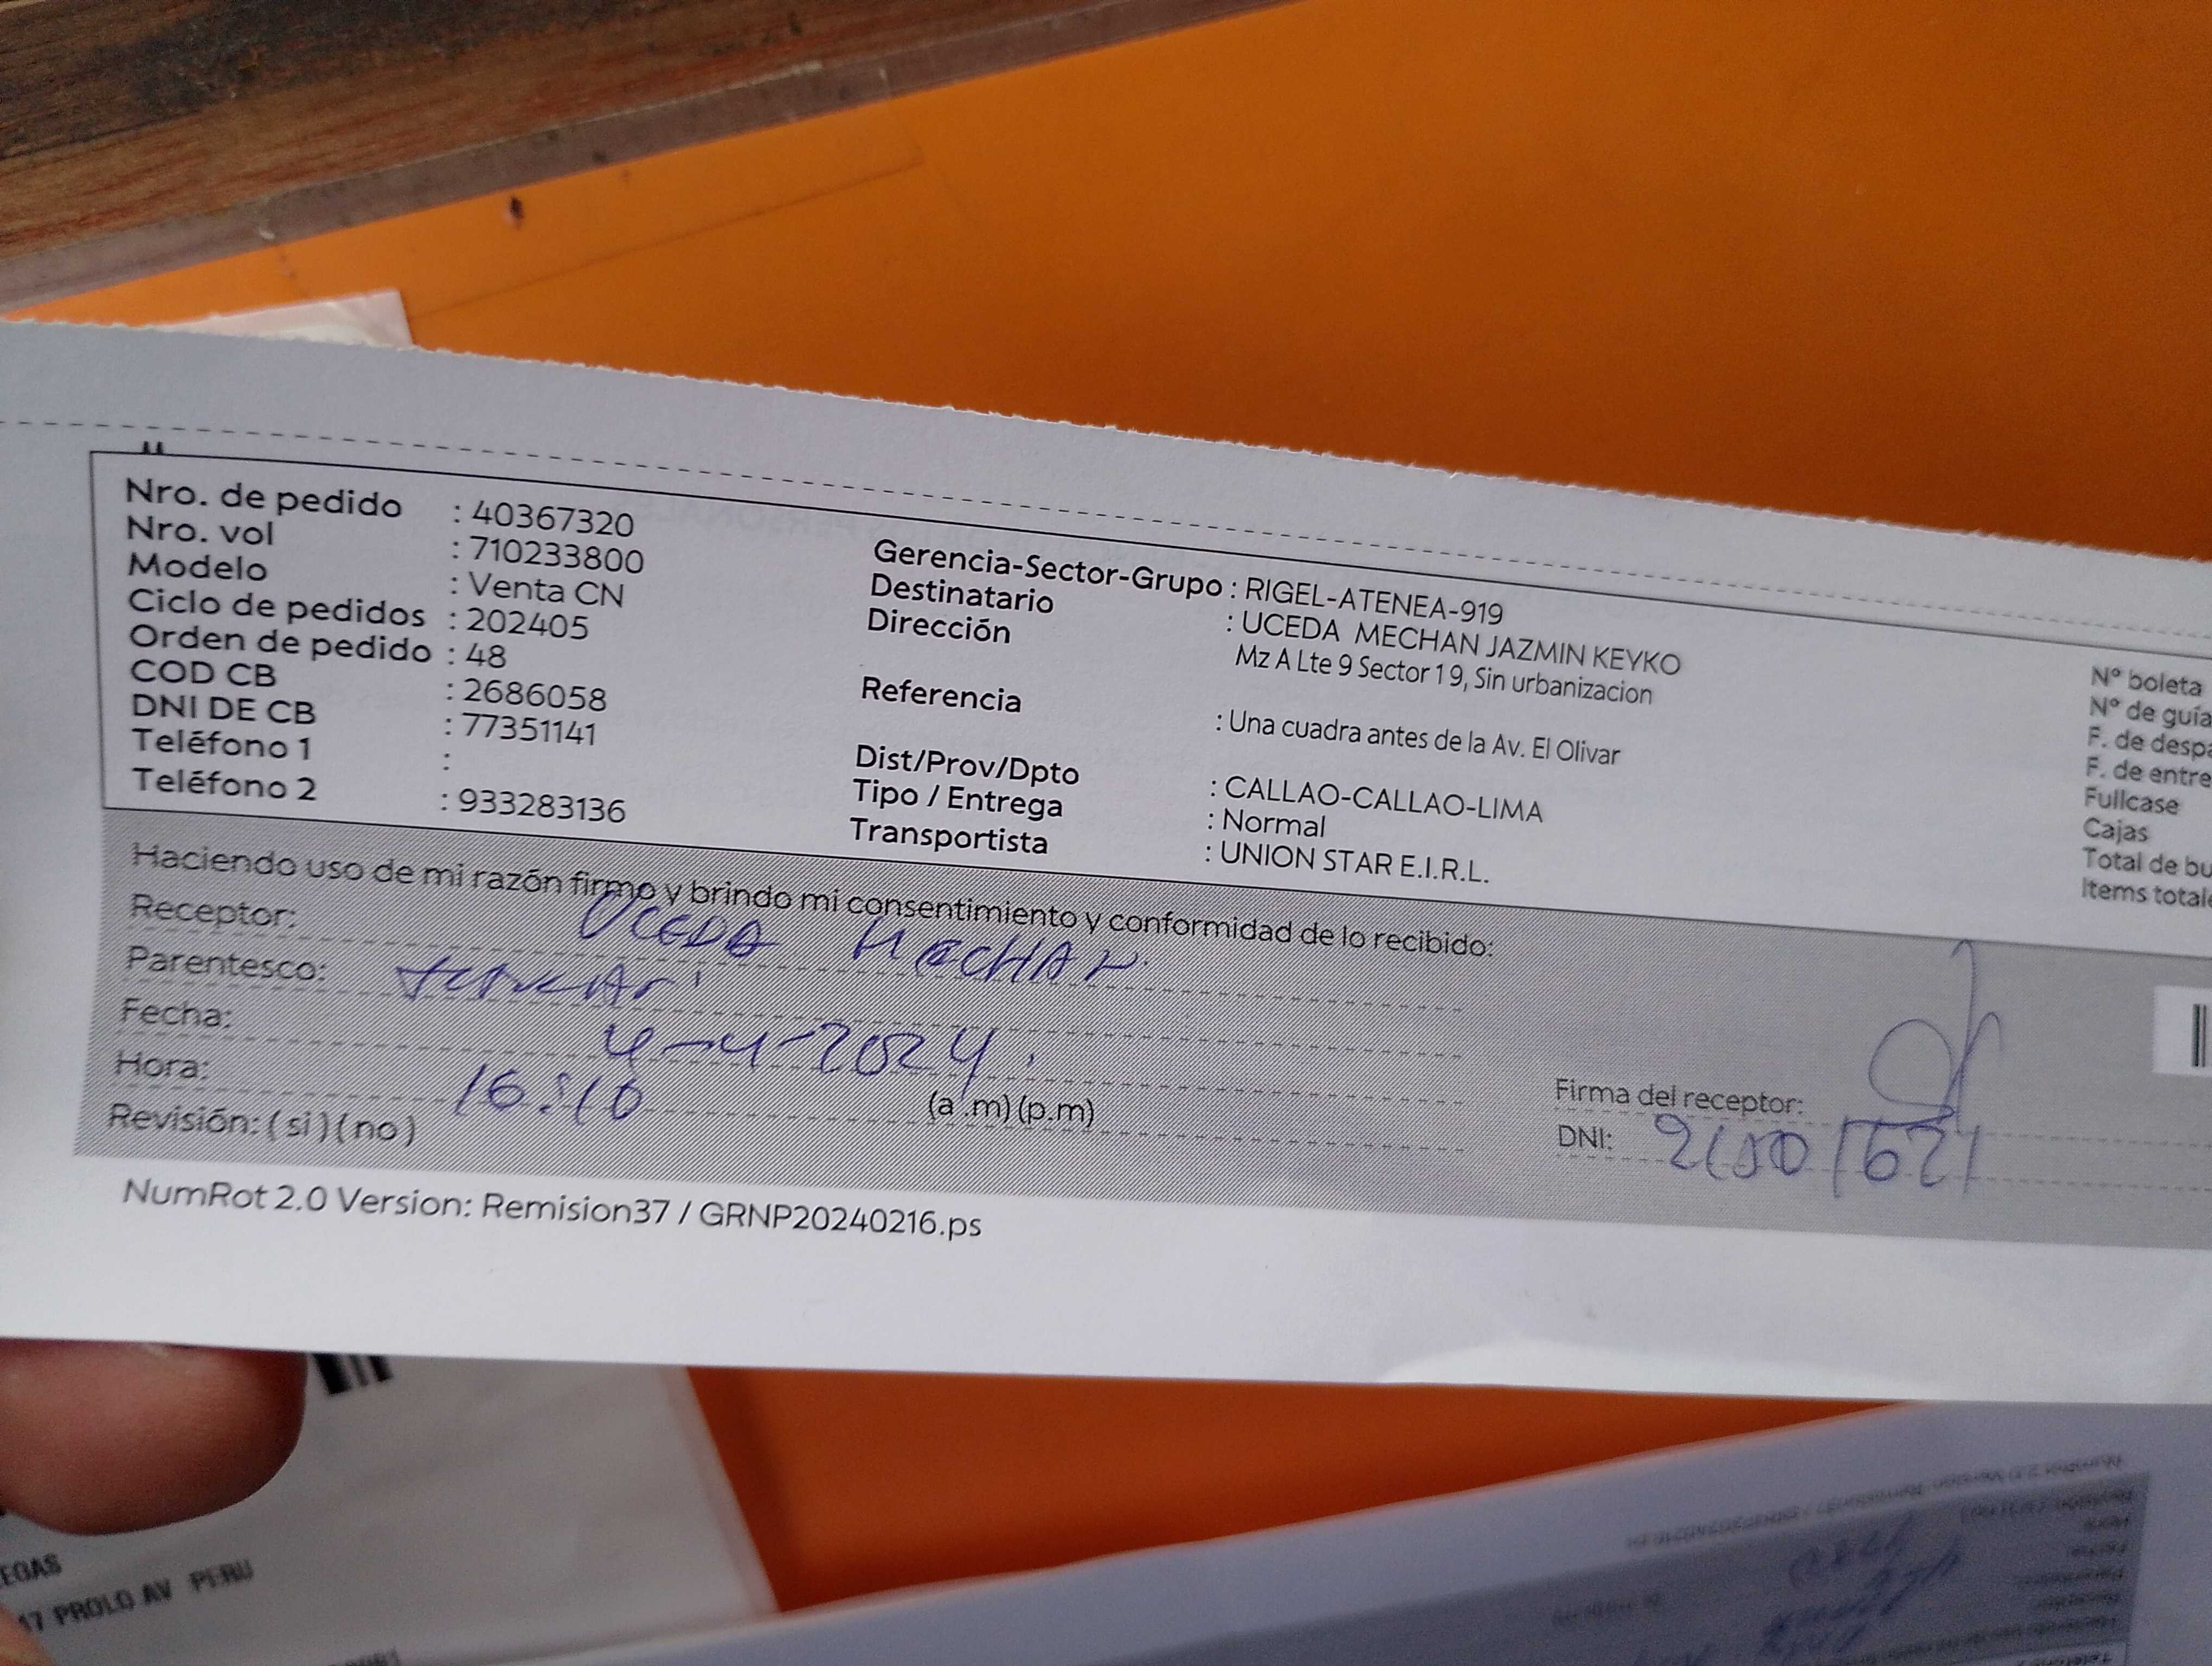 Nro. de pedido : 40367320
Nro. vol : 710233800
Modelo : Venta CN
Ciclo de pedidos : 202405
Orden de pedido : 48
COD CB : 2686058
DNI DE CB : 77351141
Teléfono 1 :
Teléfono 2 : 933283136
Gerencia-Sector-Grupo : RIGEL-ATENEA-919
Destinatario : UCEDA MECHAN JAZMIN KEYKO
Dirección Mz A Lte 9 Sector 1 9, Sin urbanizacion
Referencia : Una cuadra antes de la Av. El Olivar
Dist/Prov/Dpto : CALLAO-CALLAO-LIMA
Tipo / Entrega : Normal
Transportista : UNION STAR E.I.R.L.
N° boleta
N° de guía
F. de despa
F. de entre
Fullcase
Cajas
Total de bu
Items totale
Haciendo uso de mi razón firmo y brindo mi consentimiento y conformidad de lo recibido:
Receptor: UCEDA MECHAN
Parentesco:
Fecha: 4-4-2024
Hora: 16:10 (a .m) (p.m)
Revisión: ( si ) ( no )
Firma del receptor:
DNI:
NumRot 2.0 Version: Remision37 / GRNP20240216.ps
EGAS
17 PROLO AV PERU